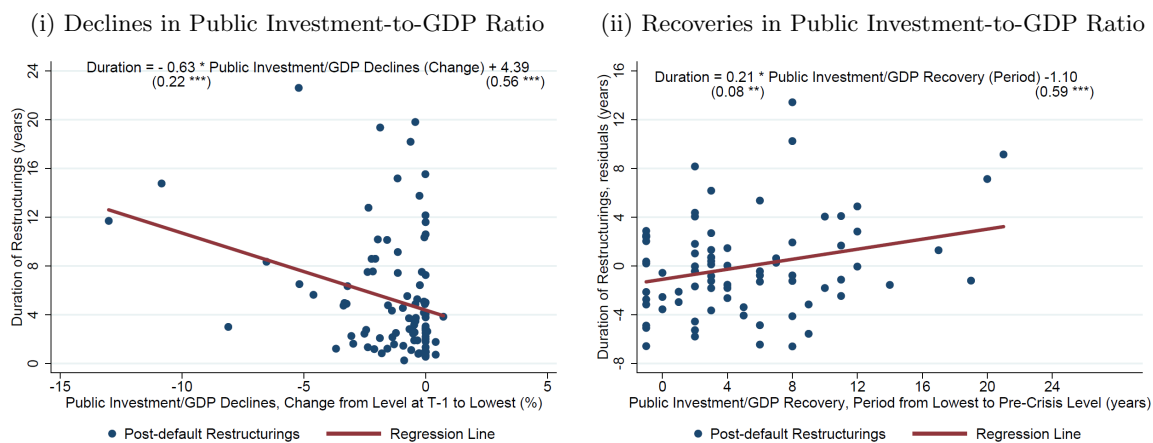 (i) Declines in Public Investment-to-GDP Ratio
Duration = - 0.63 * Public Investment/GDP Declines (Change) + 4.39
(0.22 ***) (0.56 ***)
Duration of Restructurings (years)
24
20
16
12
8
4
0
-15 -10 -5 0 5
Public Investment/GDP Declines, Change from Level at T-1 to Lowest (%)
Post-default Restructurings Regression Line
(ii) Recoveries in Public Investment-to-GDP Ratio
Duration = 0.21 * Public Investment/GDP Recovery (Period) -1.10
(0.08 **) (0.59 ***)
Duration of Restructurings, residuals (years)
16
12
8
4
0
-4
-8
0 4 8 12 16 20 24
Public Investment/GDP Recovery, Period from Lowest to Pre-Crisis Level (years)
Post-default Restructurings Regression Line